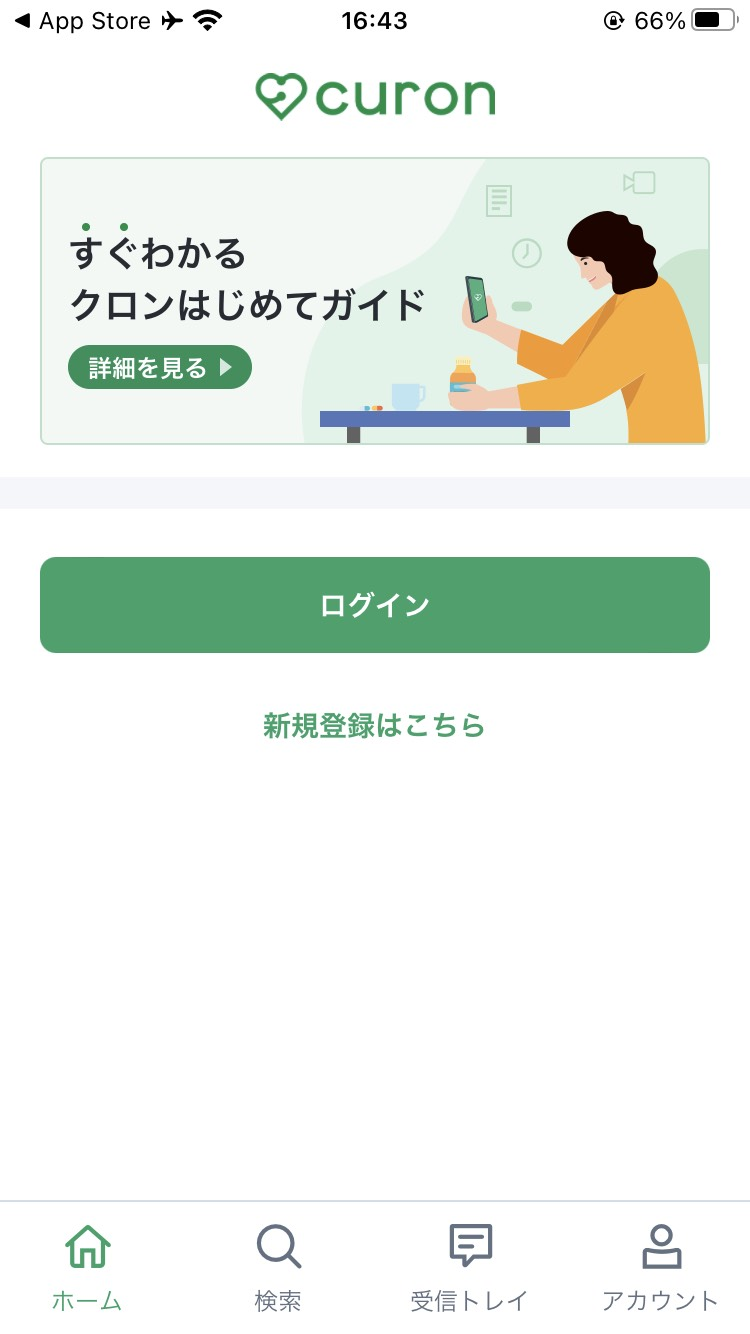 App Store
16:43
66%
curon
すぐわかる
クロンはじめてガイド
詳細を見る
ログイン
新規登録はこちら
ホーム
検索
受信トレイ
アカウント